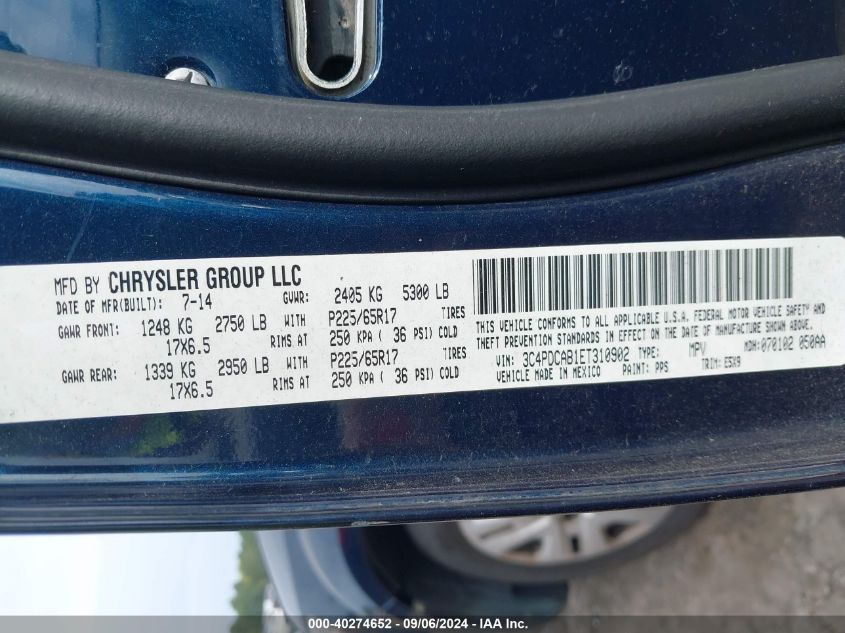 MFD BY CHRYSLER GROUP LLC
DATE OF MFR(BUILT): 7-14 GVWR: 2405 KG 5300 LB
GAWR FRONT: 1248 KG 2750 LB WITH P225/65R17 TIRES
17X6.5 RIMS AT 250 KPA ( 36 PSI) COLD
GAWR REAR: 1339 KG 2950 LB WITH P225/65R17 TIRES
17X6.5 RIMS AT 250 KPA ( 36 PSI) COLD
THIS VEHICLE CONFORMS TO ALL APPLICABLE U.S.A. FEDERAL MOTOR VEHICLE SAFETY AND
THEFT PREVENTION STANDARDS IN EFFECT ON THE DATE OF MANUFACTURE SHOWN ABOVE.
VIN: 3C4PDCAB1ET310902 TYPE: MPV MDH:070102 050AA
VEHICLE MADE IN MEXICO PAINT: PPS TRIM: E5X9
000-40274652 - 09/06/2024 - IAA Inc.